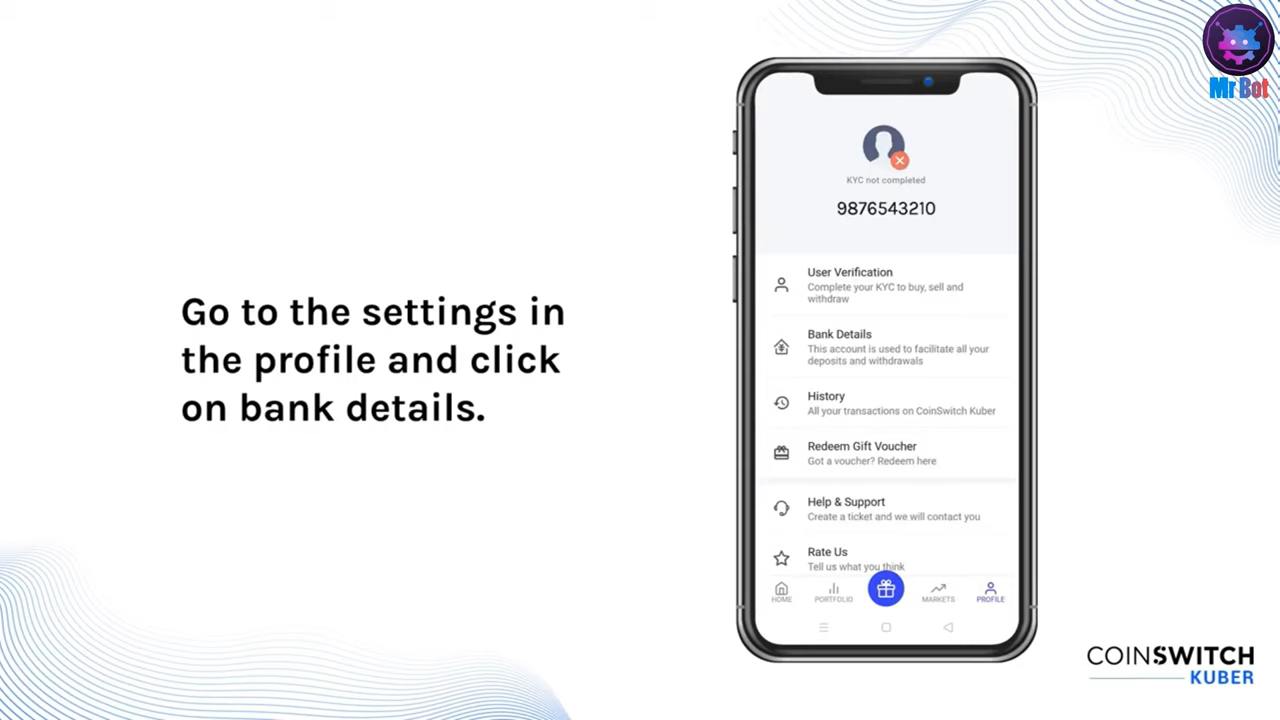 Mr Bot
Go to the settings in
the profile and click
on bank details.
KYC not completed
9876543210
User Verification
Complete your KYC to buy, sell and
withdraw
Bank Details
This account is used to facilitate all your
deposits and withdrawals
History
All your transactions on CoinSwitch Kuber
Redeem Gift Voucher
Got a voucher? Redeem here
Help & Support
Create a ticket and we will contact you
Rate Us
Tell us what you think
HOME
PORTFOLIO
MARKETS
PROFILE
COINSWITCH
KUBER